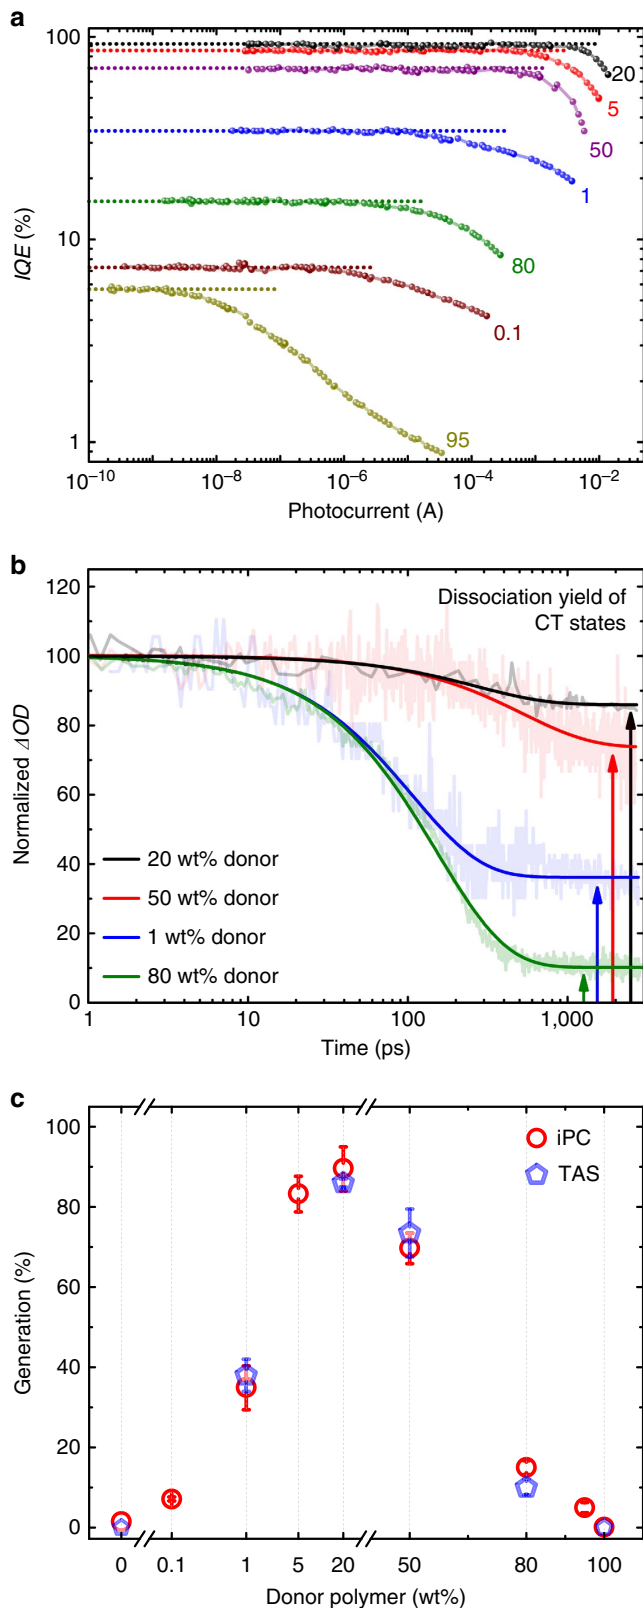 a
100
10
1
IQE (%)
20
5
50
1
80
0.1
95
10⁻¹⁰
10⁻⁸
10⁻⁶
10⁻⁴
10⁻²
Photocurrent (A)
b
120
100
80
60
40
20
0
Normalized ΔOD
Dissociation yield of
CT states
20 wt% donor
50 wt% donor
1 wt% donor
80 wt% donor
1
10
100
1,000
Time (ps)
c
100
80
60
40
20
0
Generation (%)
iPC
TAS
0
0.1
1
5
20
50
80
100
Donor polymer (wt%)